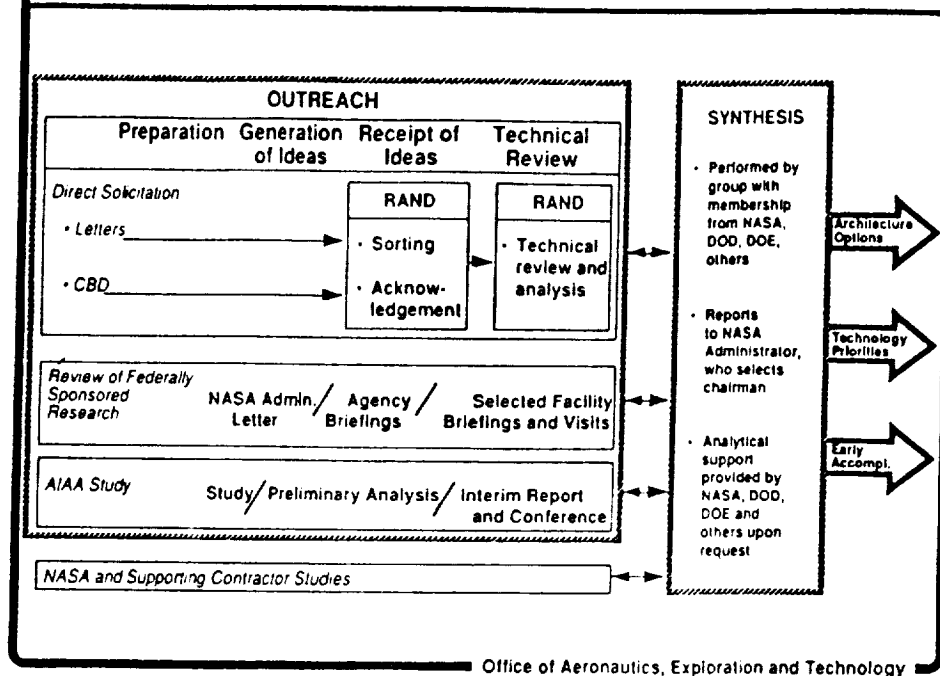 OUTREACH
Preparation
Generation
of Ideas
Receipt of
Ideas
Technical
Review
Direct Solicitation
• Letters
• CBD
RAND
• Sorting
• Acknow-
ledgement
RAND
• Technical
review and
analysis
Review of Federally
Sponsored
Research
NASA Admin.
Letter
/
Agency
Briefings
/
Selected Facility
Briefings and Visits
AIAA Study
Study / Preliminary Analysis / Interim Report
and Conference
NASA and Supporting Contractor Studies
SYNTHESIS
• Performed by
group with
membership
from NASA,
DOD, DOE,
others
• Reports
to NASA
Administrator,
who selects
chairman
• Analytical
support
provided by
NASA, DOD,
DOE and
others upon
request
Architecture
Options
Technology
Priorities
Early
Accompl.
Office of Aeronautics, Exploration and Technology